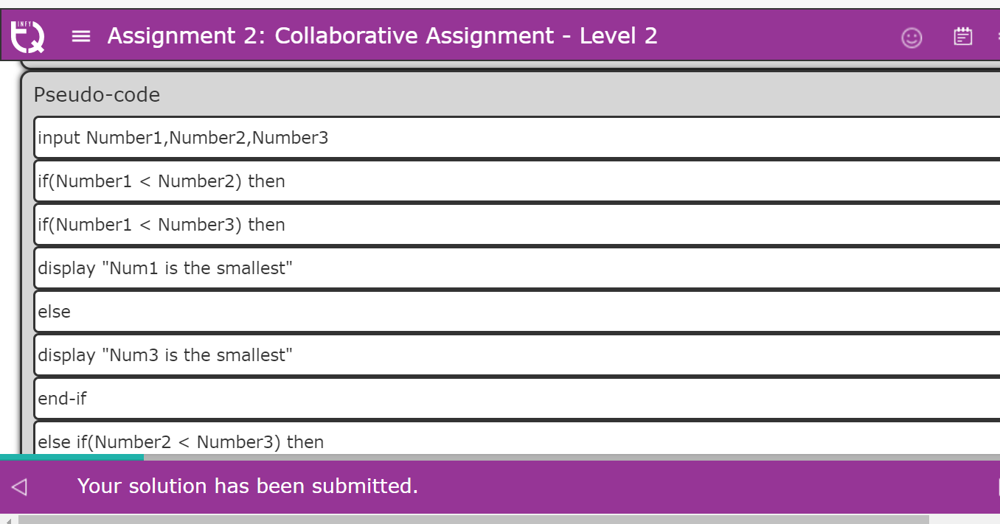 INFY
Assignment 2: Collaborative Assignment - Level 2
Pseudo-code
input Number1,Number2,Number3
if(Number1 < Number2) then
if(Number1 < Number3) then
display "Num1 is the smallest"
else
display "Num3 is the smallest"
end-if
else if(Number2 < Number3) then
Your solution has been submitted.